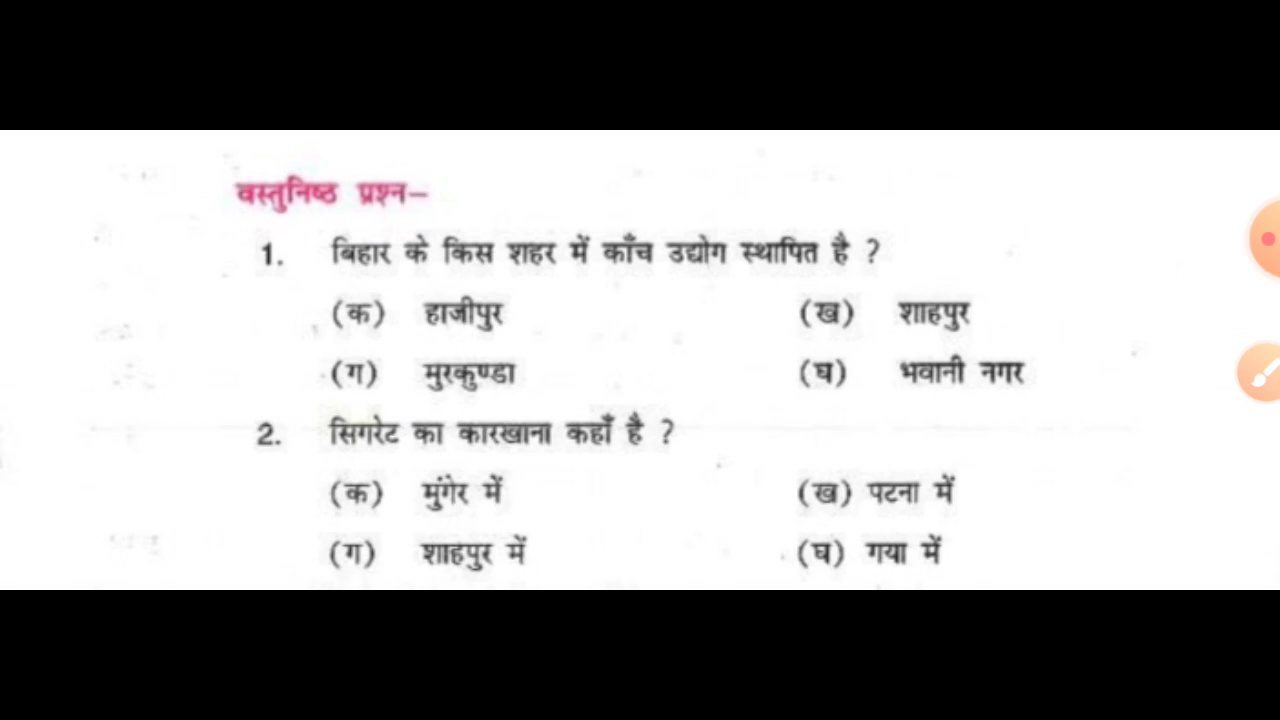 वस्तुनिष्ठ प्रश्न–
1. बिहार के किस शहर में काँच उद्योग स्थापित है ?
(क) हाजीपुर (ख) शाहपुर
(ग) मुरकुण्डा (घ) भवानी नगर
2. सिगरेट का कारखाना कहाँ है ?
(क) मुंगेर में (ख) पटना में
(ग) शाहपुर में (घ) गया में